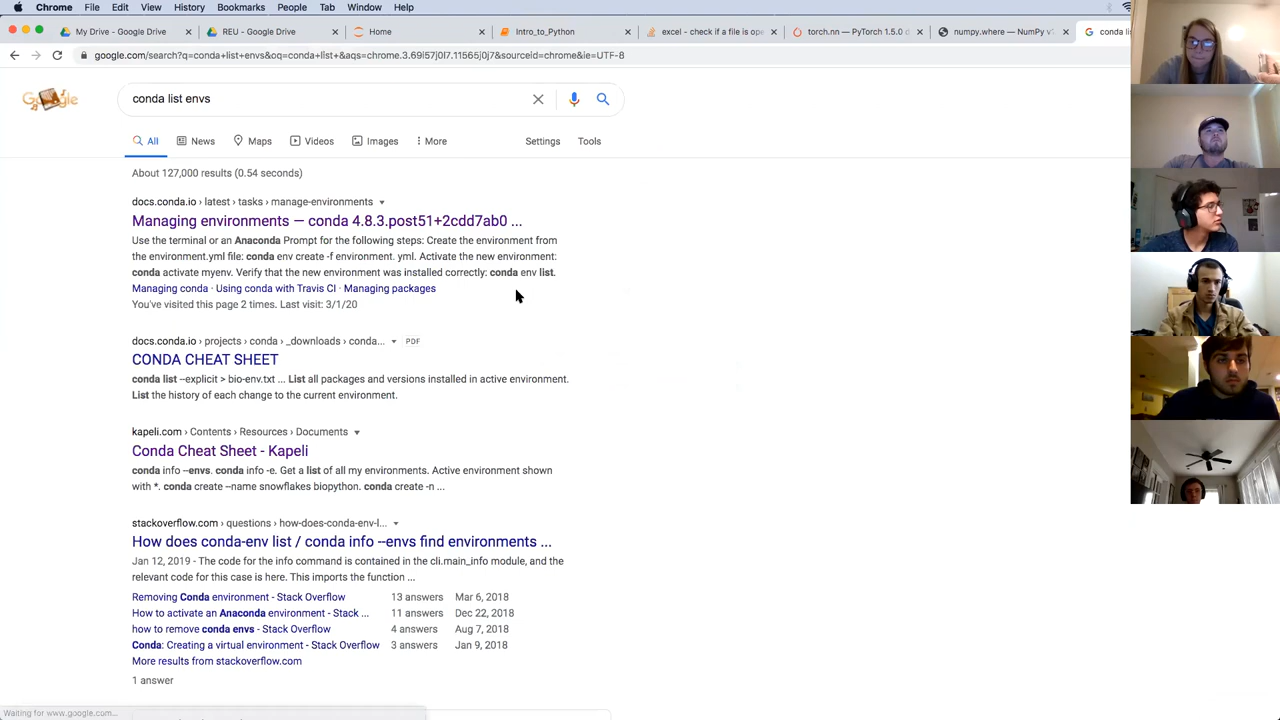 Chrome File Edit View History Bookmarks People Tab Window Help
My Drive - Google Drive
REU - Google Drive
Home
Intro_to_Python
excel - check if a file is ope
torch.nn — PyTorch 1.5.0 d
numpy.where — NumPy v1
conda lis
google.com/search?q=conda+list+envs&oq=conda+list+&aqs=chrome.3.69i57j0l7.11565j0j7&sourceid=chrome&ie=UTF-8
Google
conda list envs
All News Maps Videos Images More Settings Tools
About 127,000 results (0.54 seconds)
docs.conda.io › latest › tasks › manage-environments
Managing environments — conda 4.8.3.post51+2cdd7ab0 ...
Use the terminal or an Anaconda Prompt for the following steps: Create the environment from
the environment.yml file: conda env create -f environment. yml. Activate the new environment:
conda activate myenv. Verify that the new environment was installed correctly: conda env list.
Managing conda · Using conda with Travis CI · Managing packages
You've visited this page 2 times. Last visit: 3/1/20
docs.conda.io › projects › conda › _downloads › conda... PDF
CONDA CHEAT SHEET
conda list --explicit > bio-env.txt ... List all packages and versions installed in active environment.
List the history of each change to the current environment.
kapeli.com › Contents › Resources › Documents
Conda Cheat Sheet - Kapeli
conda info --envs. conda info -e. Get a list of all my environments. Active environment shown
with *. conda create --name snowflakes biopython. conda create -n ...
stackoverflow.com › questions › how-does-conda-env-l...
How does conda-env list / conda info --envs find environments ...
Jan 12, 2019 - The code for the info command is contained in the cli.main_info module, and the
relevant code for this case is here. This imports the function ...
Removing Conda environment - Stack Overflow 13 answers Mar 6, 2018
How to activate an Anaconda environment - Stack ... 11 answers Dec 22, 2018
how to remove conda envs - Stack Overflow 4 answers Aug 7, 2018
Conda: Creating a virtual environment - Stack Overflow 3 answers Jan 9, 2018
More results from stackoverflow.com
1 answer
Waiting for www.google.com...